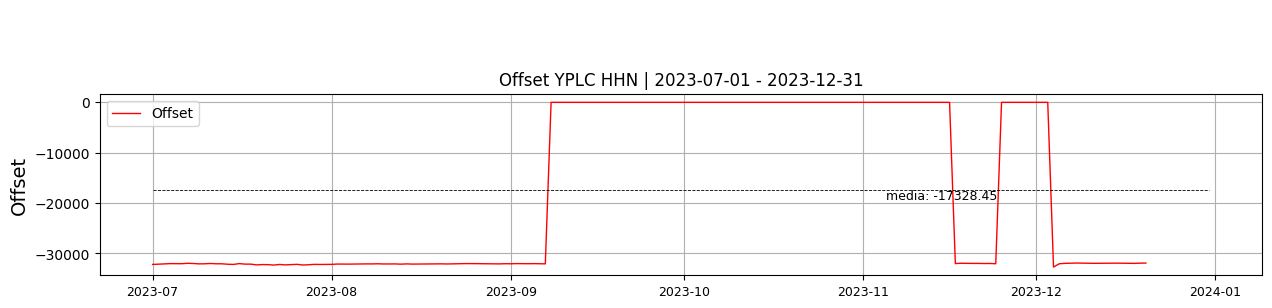 Offset YPLC HHN | 2023-07-01 - 2023-12-31
Offset
0
−10000
−20000
−30000
Offset
media: -17328.45
2023-07
2023-08
2023-09
2023-10
2023-11
2023-12
2024-01